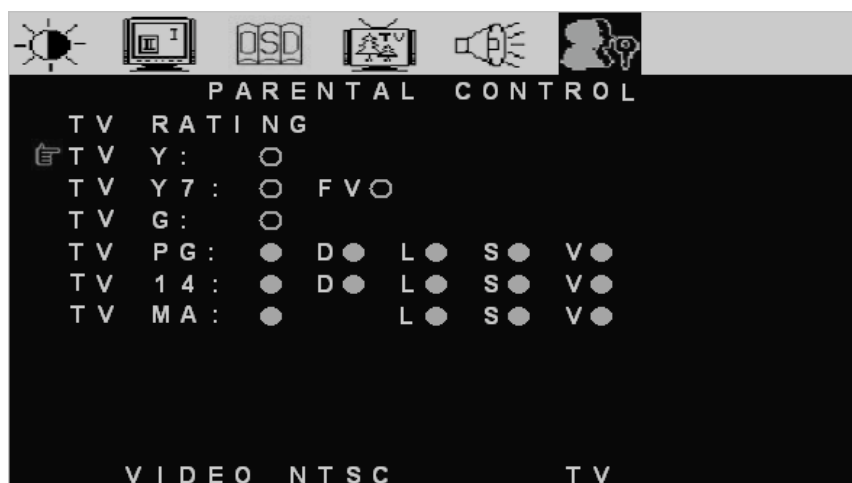 II I OSD TV
PARENTAL CONTROL
TV RATING
TV Y:
TV Y7: FV
TV G:
TV PG: D L S V
TV 14: D L S V
TV MA: L S V
VIDEO NTSC TV